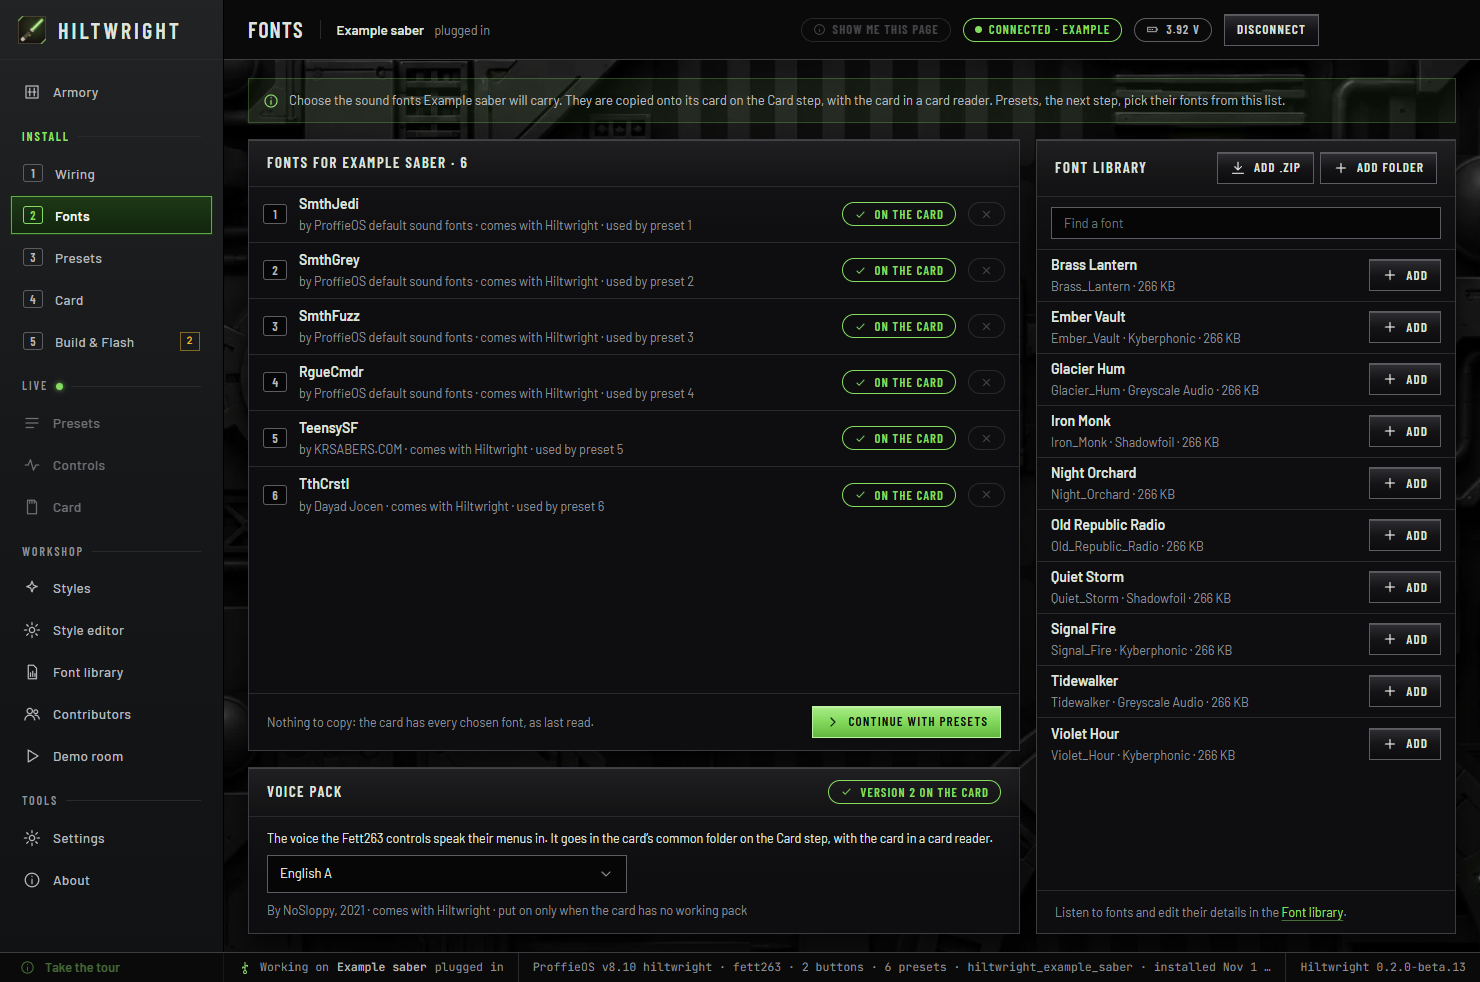 HILTWRIGHT
FONTS
Example saber plugged in
SHOW ME THIS PAGE
CONNECTED · EXAMPLE
3.92 V
DISCONNECT
Armory
INSTALL
1 Wiring
2 Fonts
3 Presets
4 Card
5 Build & Flash 2
LIVE
Presets
Controls
Card
WORKSHOP
Styles
Style editor
Font library
Contributors
Demo room
TOOLS
Settings
About
Take the tour
Choose the sound fonts Example saber will carry. They are copied onto its card on the Card step, with the card in a card reader. Presets, the next step, pick their fonts from this list.
FONTS FOR EXAMPLE SABER · 6
1 SmthJedi
by ProffieOS default sound fonts · comes with Hiltwright · used by preset 1
ON THE CARD
2 SmthGrey
by ProffieOS default sound fonts · comes with Hiltwright · used by preset 2
ON THE CARD
3 SmthFuzz
by ProffieOS default sound fonts · comes with Hiltwright · used by preset 3
ON THE CARD
4 RgueCmdr
by ProffieOS default sound fonts · comes with Hiltwright · used by preset 4
ON THE CARD
5 TeensySF
by KRSABERS.COM · comes with Hiltwright · used by preset 5
ON THE CARD
6 TthCrstl
by Dayad Jocen · comes with Hiltwright · used by preset 6
ON THE CARD
Nothing to copy: the card has every chosen font, as last read.
CONTINUE WITH PRESETS
VOICE PACK
VERSION 2 ON THE CARD
The voice the Fett263 controls speak their menus in. It goes in the card's common folder on the Card step, with the card in a card reader.
English A
By NoSloppy, 2021 · comes with Hiltwright · put on only when the card has no working pack
FONT LIBRARY
ADD .ZIP
ADD FOLDER
Find a font
Brass Lantern
Brass_Lantern · 266 KB
ADD
Ember Vault
Ember_Vault · Kyberphonic · 266 KB
ADD
Glacier Hum
Glacier_Hum · Greyscale Audio · 266 KB
ADD
Iron Monk
Iron_Monk · Shadowfoil · 266 KB
ADD
Night Orchard
Night_Orchard · 266 KB
ADD
Old Republic Radio
Old_Republic_Radio · 266 KB
ADD
Quiet Storm
Quiet_Storm · Shadowfoil · 266 KB
ADD
Signal Fire
Signal_Fire · Kyberphonic · 266 KB
ADD
Tidewalker
Tidewalker · Greyscale Audio · 266 KB
ADD
Violet Hour
Violet_Hour · Kyberphonic · 266 KB
ADD
Listen to fonts and edit their details in the Font library.
Working on Example saber plugged in
ProffieOS v8.10 hiltwright · fett263 · 2 buttons · 6 presets · hiltwright_example_saber · installed Nov 1 …
Hiltwright 0.2.0-beta.13